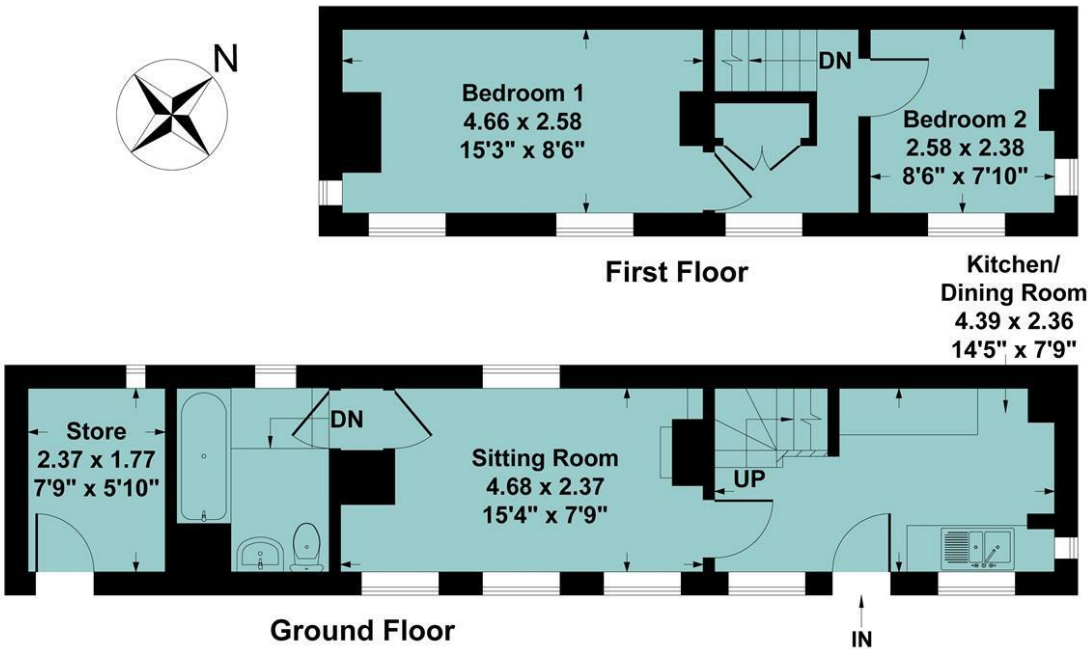 N
Bedroom 1
4.66 x 2.58
15'3" x 8'6"
DN
Bedroom 2
2.58 x 2.38
8'6" x 7'10"
First Floor
Kitchen/
Dining Room
4.39 x 2.36
14'5" x 7'9"
Store
2.37 x 1.77
7'9" x 5'10"
DN
Sitting Room
4.68 x 2.37
15'4" x 7'9"
UP
Ground Floor
IN